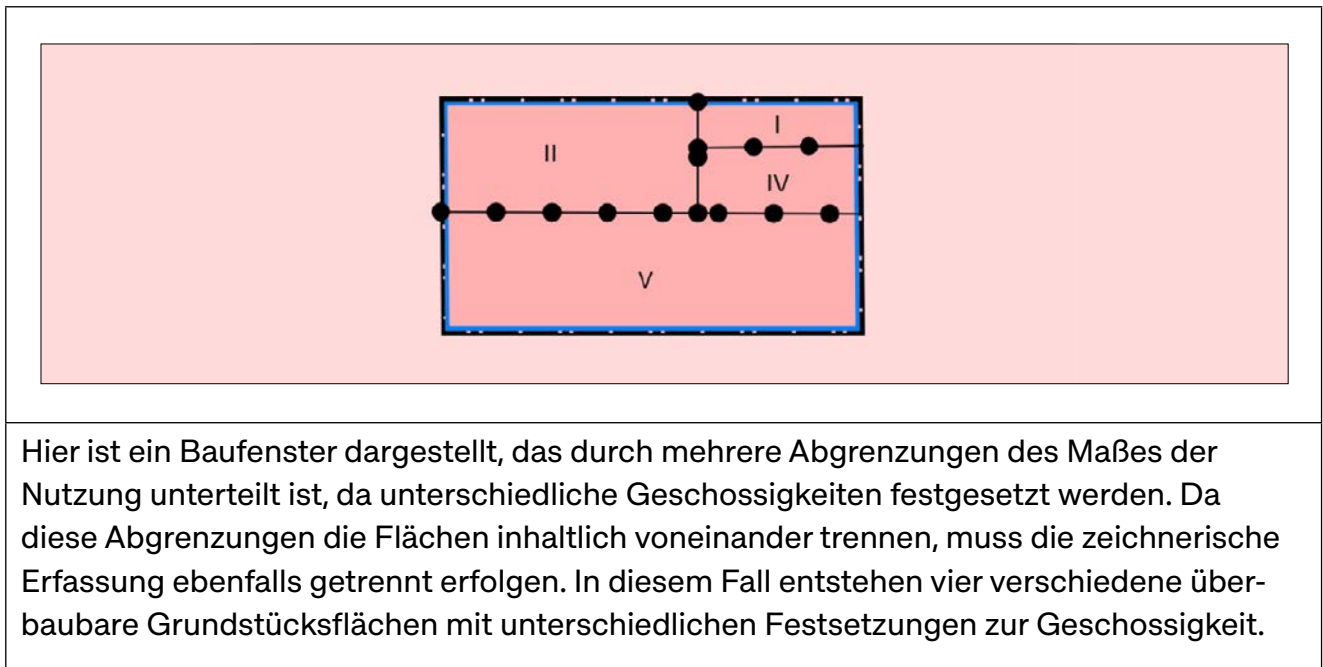 I
II
IV
V
Hier ist ein Baufenster dargestellt, das durch mehrere Abgrenzungen des Maßes der
Nutzung unterteilt ist, da unterschiedliche Geschossigkeiten festgesetzt werden. Da
diese Abgrenzungen die Flächen inhaltlich voneinander trennen, muss die zeichnerische
Erfassung ebenfalls getrennt erfolgen. In diesem Fall entstehen vier verschiedene über-
baubare Grundstücksflächen mit unterschiedlichen Festsetzungen zur Geschossigkeit.